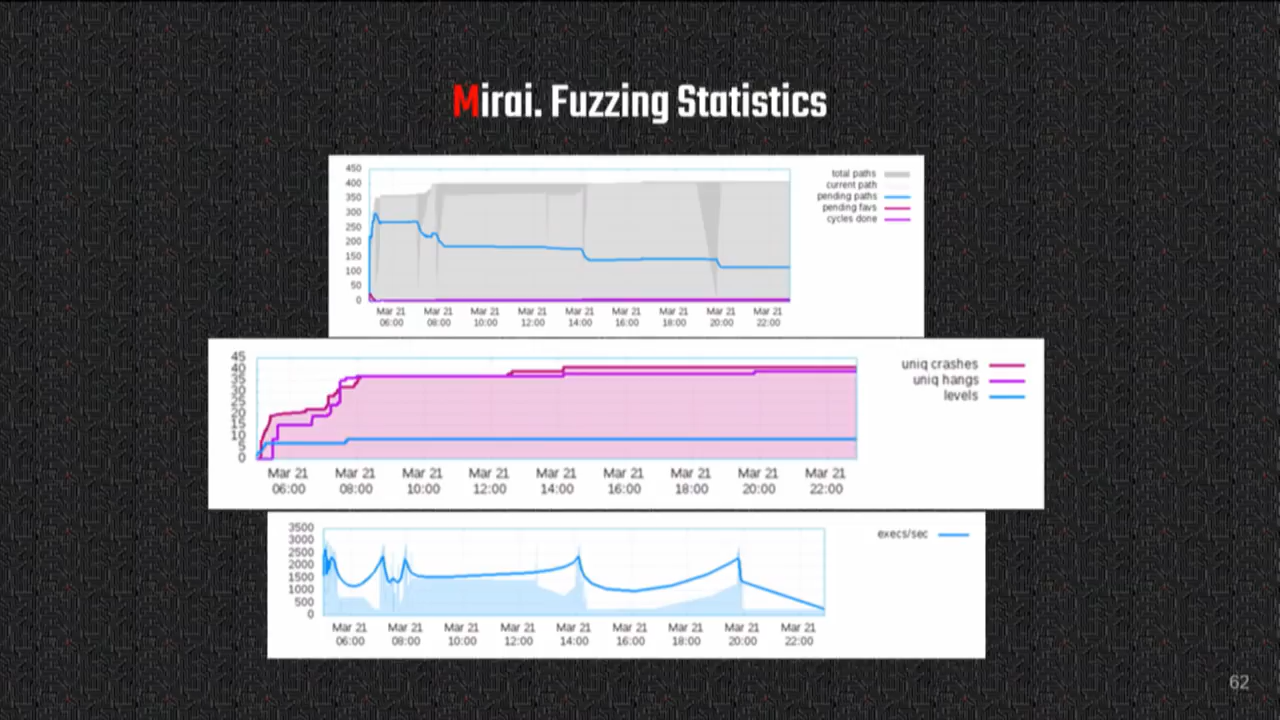 Mirai. Fuzzing Statistics
450
400
350
300
250
200
150
100
50
0
Mar 21 Mar 21 Mar 21 Mar 21 Mar 21 Mar 21 Mar 21 Mar 21 Mar 21
06:00 08:00 10:00 12:00 14:00 16:00 18:00 20:00 22:00
total paths
current path
pending paths
pending favs
cycles done
45
40
35
30
25
20
15
10
5
0
Mar 21 Mar 21 Mar 21 Mar 21 Mar 21 Mar 21 Mar 21 Mar 21 Mar 21
06:00 08:00 10:00 12:00 14:00 16:00 18:00 20:00 22:00
uniq crashes
uniq hangs
levels
3500
3000
2500
2000
1500
1000
500
0
Mar 21 Mar 21 Mar 21 Mar 21 Mar 21 Mar 21 Mar 21 Mar 21 Mar 21
06:00 08:00 10:00 12:00 14:00 16:00 18:00 20:00 22:00
execs/sec
62